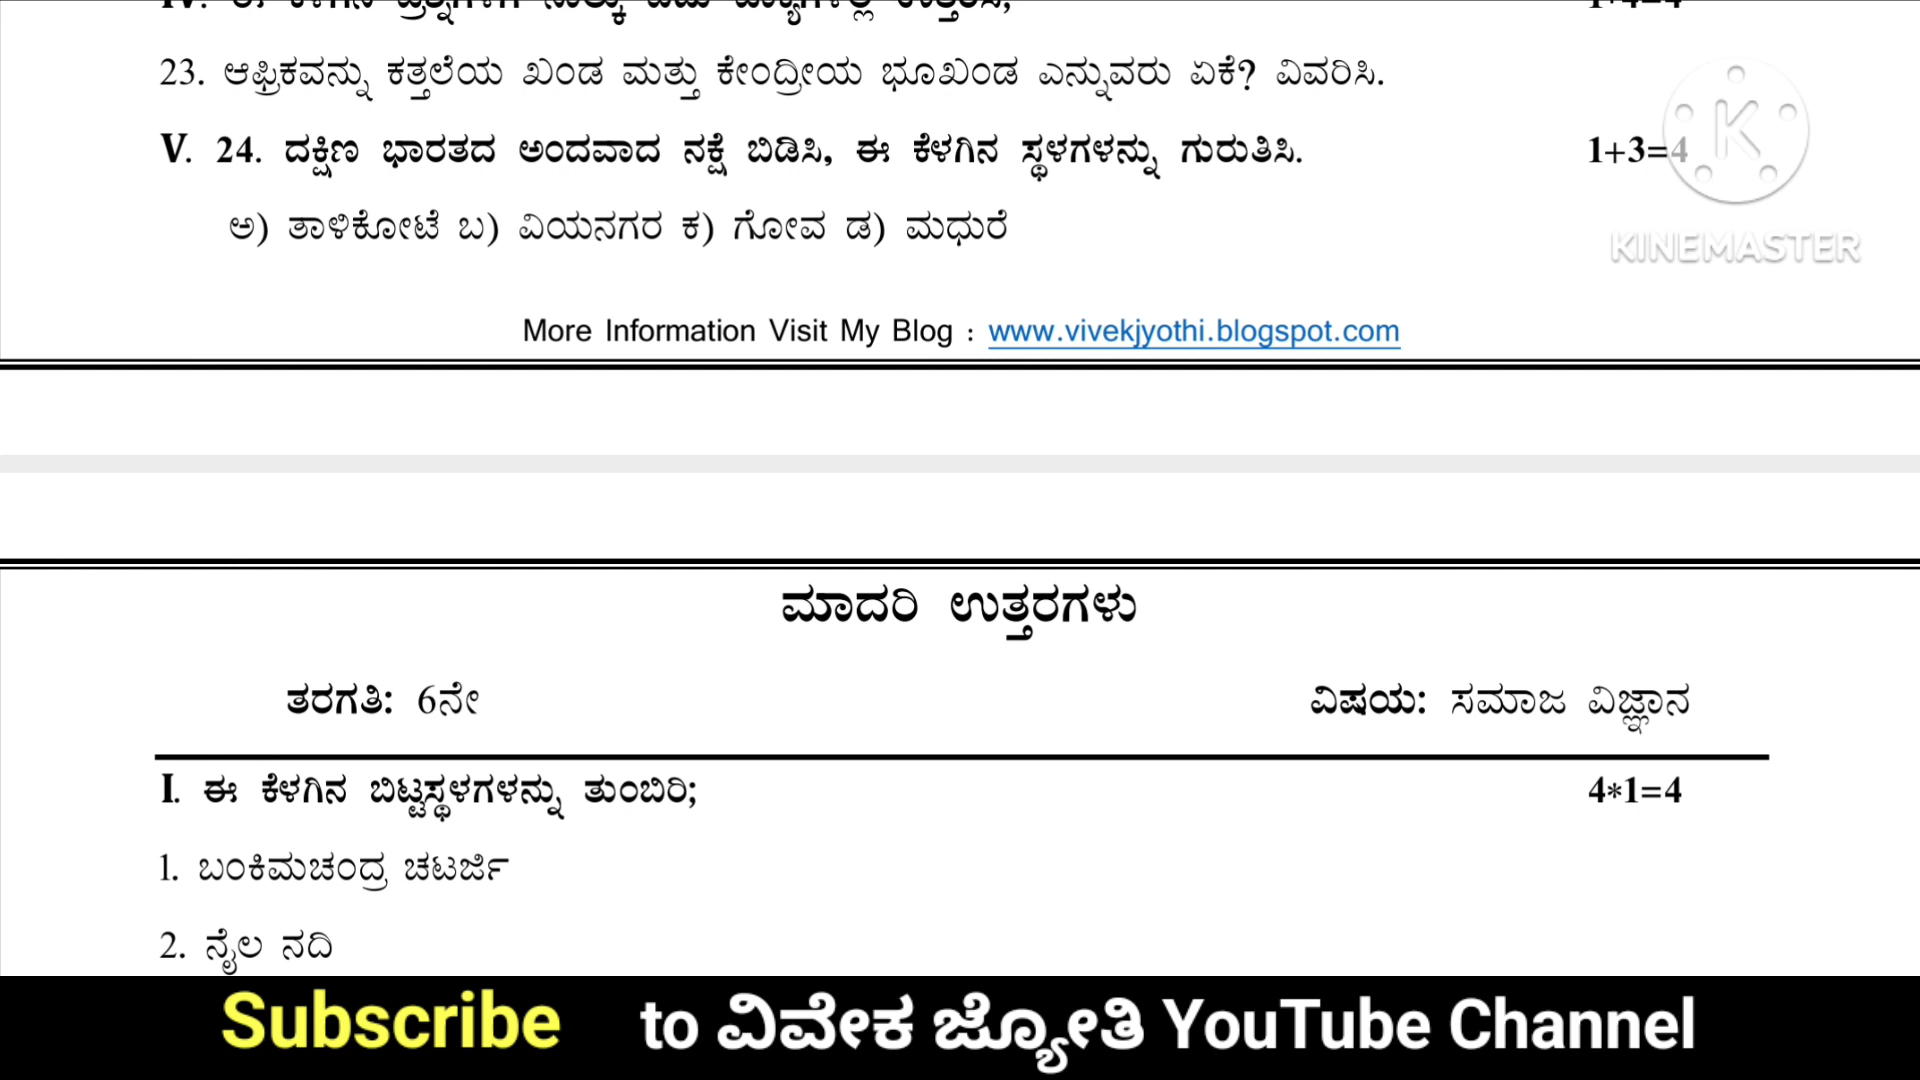 23. ಆಫ್ರಿಕವನ್ನು ಕತ್ತಲೆಯ ಖಂಡ ಮತ್ತು ಕೇಂದ್ರೀಯ ಭೂಖಂಡ ಎನ್ನುವರು ಏಕೆ? ವಿವರಿಸಿ.
V. 24. ದಕ್ಷಿಣ ಭಾರತದ ಅಂದವಾದ ನಕ್ಷೆ ಬಿಡಿಸಿ, ಈ ಕೆಳಗಿನ ಸ್ಥಳಗಳನ್ನು ಗುರುತಿಸಿ. 1+3=4
ಅ) ತಾಳಿಕೋಟೆ ಬ) ವಿಯನಗರ ಕ) ಗೋವ ಡ) ಮಧುರೆ
KINEMASTER
More Information Visit My Blog : www.vivekjyothi.blogspot.com
ಮಾದರಿ ಉತ್ತರಗಳು
ತರಗತಿ: 6ನೇ ವಿಷಯ: ಸಮಾಜ ವಿಜ್ಞಾನ
I. ಈ ಕೆಳಗಿನ ಬಿಟ್ಟಸ್ಥಳಗಳನ್ನು ತುಂಬಿರಿ; 4*1=4
1. ಬಂಕಿಮಚಂದ್ರ ಚಟರ್ಜಿ
2. ನೈಲ ನದಿ
Subscribe to ವಿವೇಕ ಜ್ಯೋತಿ YouTube Channel